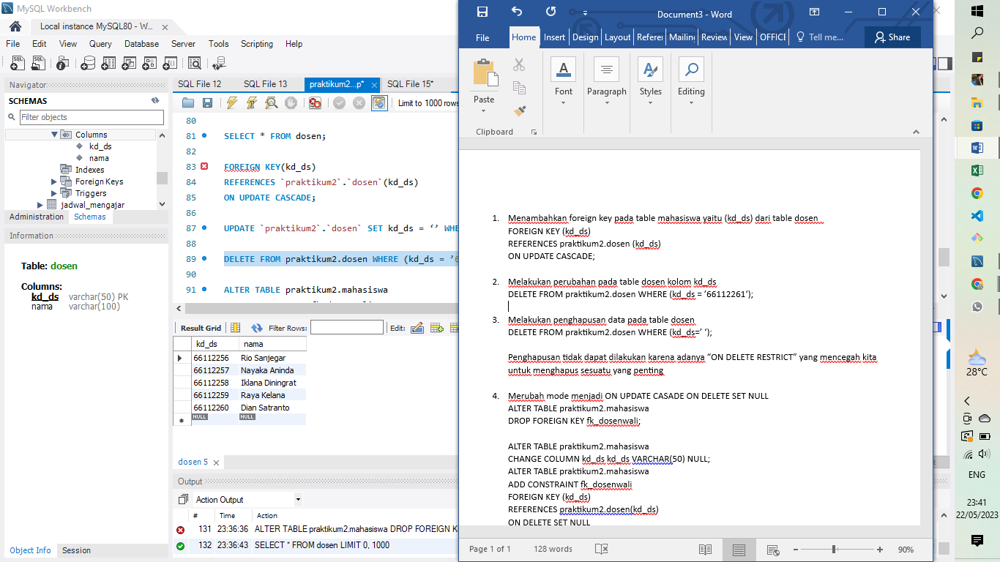 MySQL Workbench
Local instance MySQL80 - W...
File Edit View Query Database Server Tools Scripting Help
Navigator
SCHEMAS
Filter objects
Columns
kd_ds
nama
Indexes
Foreign Keys
Triggers
jadwal_mengajar
Administration Schemas
Information
Table: dosen
Columns:
kd_ds varchar(50) PK
nama varchar(100)
Object Info Session
SQL File 12 SQL File 13 praktikum2...p* SQL File 15*
Limit to 1000 rows
80
81 SELECT * FROM dosen;
82
83 FOREIGN KEY(kd_ds)
84 REFERENCES `praktikum2`.`dosen`(kd_ds)
85 ON UPDATE CASCADE;
86
87 UPDATE `praktikum2`.`dosen` SET kd_ds = ‘’ WHE
88
89 DELETE FROM praktikum2.dosen WHERE (kd_ds = ’6
90
91 ALTER TABLE praktikum2.mahasiswa
Result Grid Filter Rows: Edit:
kd_ds nama
66112256 Rio Sanjegar
66112257 Nayaka Aninda
66112258 Iklana Diningrat
66112259 Raya Kelana
66112260 Dian Satranto
NULL NULL
dosen 5
Output
Action Output
# Time Action
131 23:36:36 ALTER TABLE praktikum2.mahasiswa DROP FOREIGN K
132 23:36:43 SELECT * FROM dosen LIMIT 0, 1000
Document3 - Word
File Home Insert Design Layout Referer Mailing Review View OFFICE Tell me... Share
Paste Font Paragraph Styles Editing
Clipboard
1. Menambahkan foreign key pada table mahasiswa yaitu (kd_ds) dari table dosen
FOREIGN KEY (kd_ds)
REFERENCES praktikum2.dosen (kd_ds)
ON UPDATE CASCADE;
2. Melakukan perubahan pada table dosen kolom kd_ds
DELETE FROM praktikum2.dosen WHERE (kd_ds = ’66112261‘);
3. Melakukan penghapusan data pada table dosen
DELETE FROM praktikum2.dosen WHERE (kd_ds=’ ‘);
Penghapusan tidak dapat dilakukan karena adanya “ON DELETE RESTRICT” yang mencegah kita
untuk menghapus sesuatu yang penting
4. Merubah mode menjadi ON UPDATE CASADE ON DELETE SET NULL
ALTER TABLE praktikum2.mahasiswa
DROP FOREIGN KEY fk_dosenwali;
ALTER TABLE praktikum2.mahasiswa
CHANGE COLUMN kd_ds kd_ds VARCHAR(50) NULL;
ALTER TABLE praktikum2.mahasiswa
ADD CONSTRAINT fk_dosenwali
FOREIGN KEY (kd_ds)
REFERENCES praktikum2.dosen(kd_ds)
ON DELETE SET NULL
Page 1 of 1 128 words 90%
28°C
ENG
23:41
22/05/2023